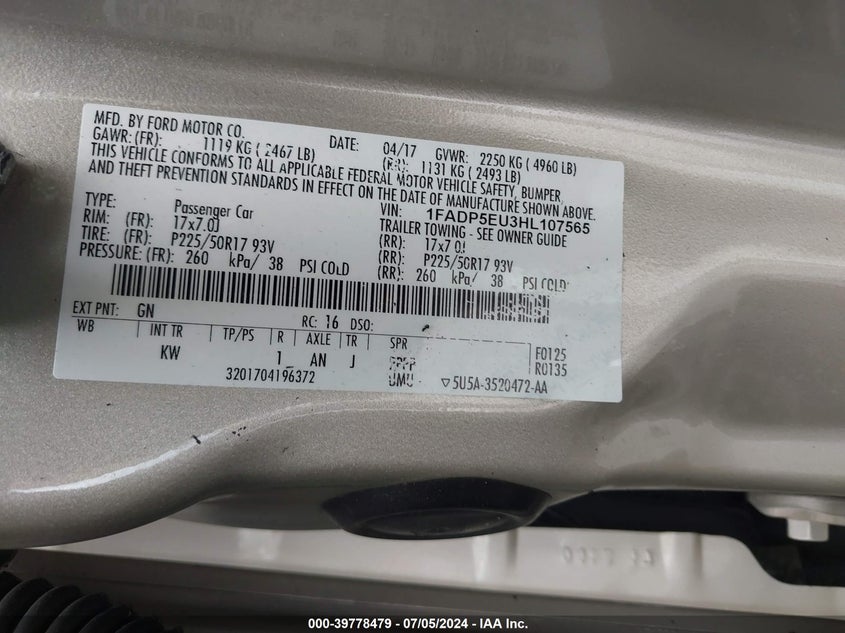 MFD. BY FORD MOTOR CO.
DATE: 04/17 GVWR: 2250 KG ( 4960 LB)
GAWR: (FR): 1119 KG ( 2467 LB) 1131 KG ( 2493 LB)
THIS VEHICLE CONFORMS TO ALL APPLICABLE FEDERAL MOTOR VEHICLE SAFETY, BUMPER,
AND THEFT PREVENTION STANDARDS IN EFFECT ON THE DATE OF MANUFACTURE SHOWN ABOVE.
VIN: 1FADP5EU3HL107565
TYPE: Passenger Car TRAILER TOWING - SEE OWNER GUIDE
RIM: (FR): 17x7.0J (RR): 17x7.0J
TIRE: (FR): P225/50R17 93V (RR): P225/50R17 93V
PRESSURE: (FR): 260 kPa/ 38 PSI COLD (RR): 260 kPa/ 38 PSI COLD
EXT PNT: GN RC: 16 DSO:
WB INT TR TP/PS R AXLE TR SPR F0125
KW 1 AN J R0135
3201704196372 UMU ▽5U5A-3520472-AA
000-39778479 - 07/05/2024 - IAA Inc.